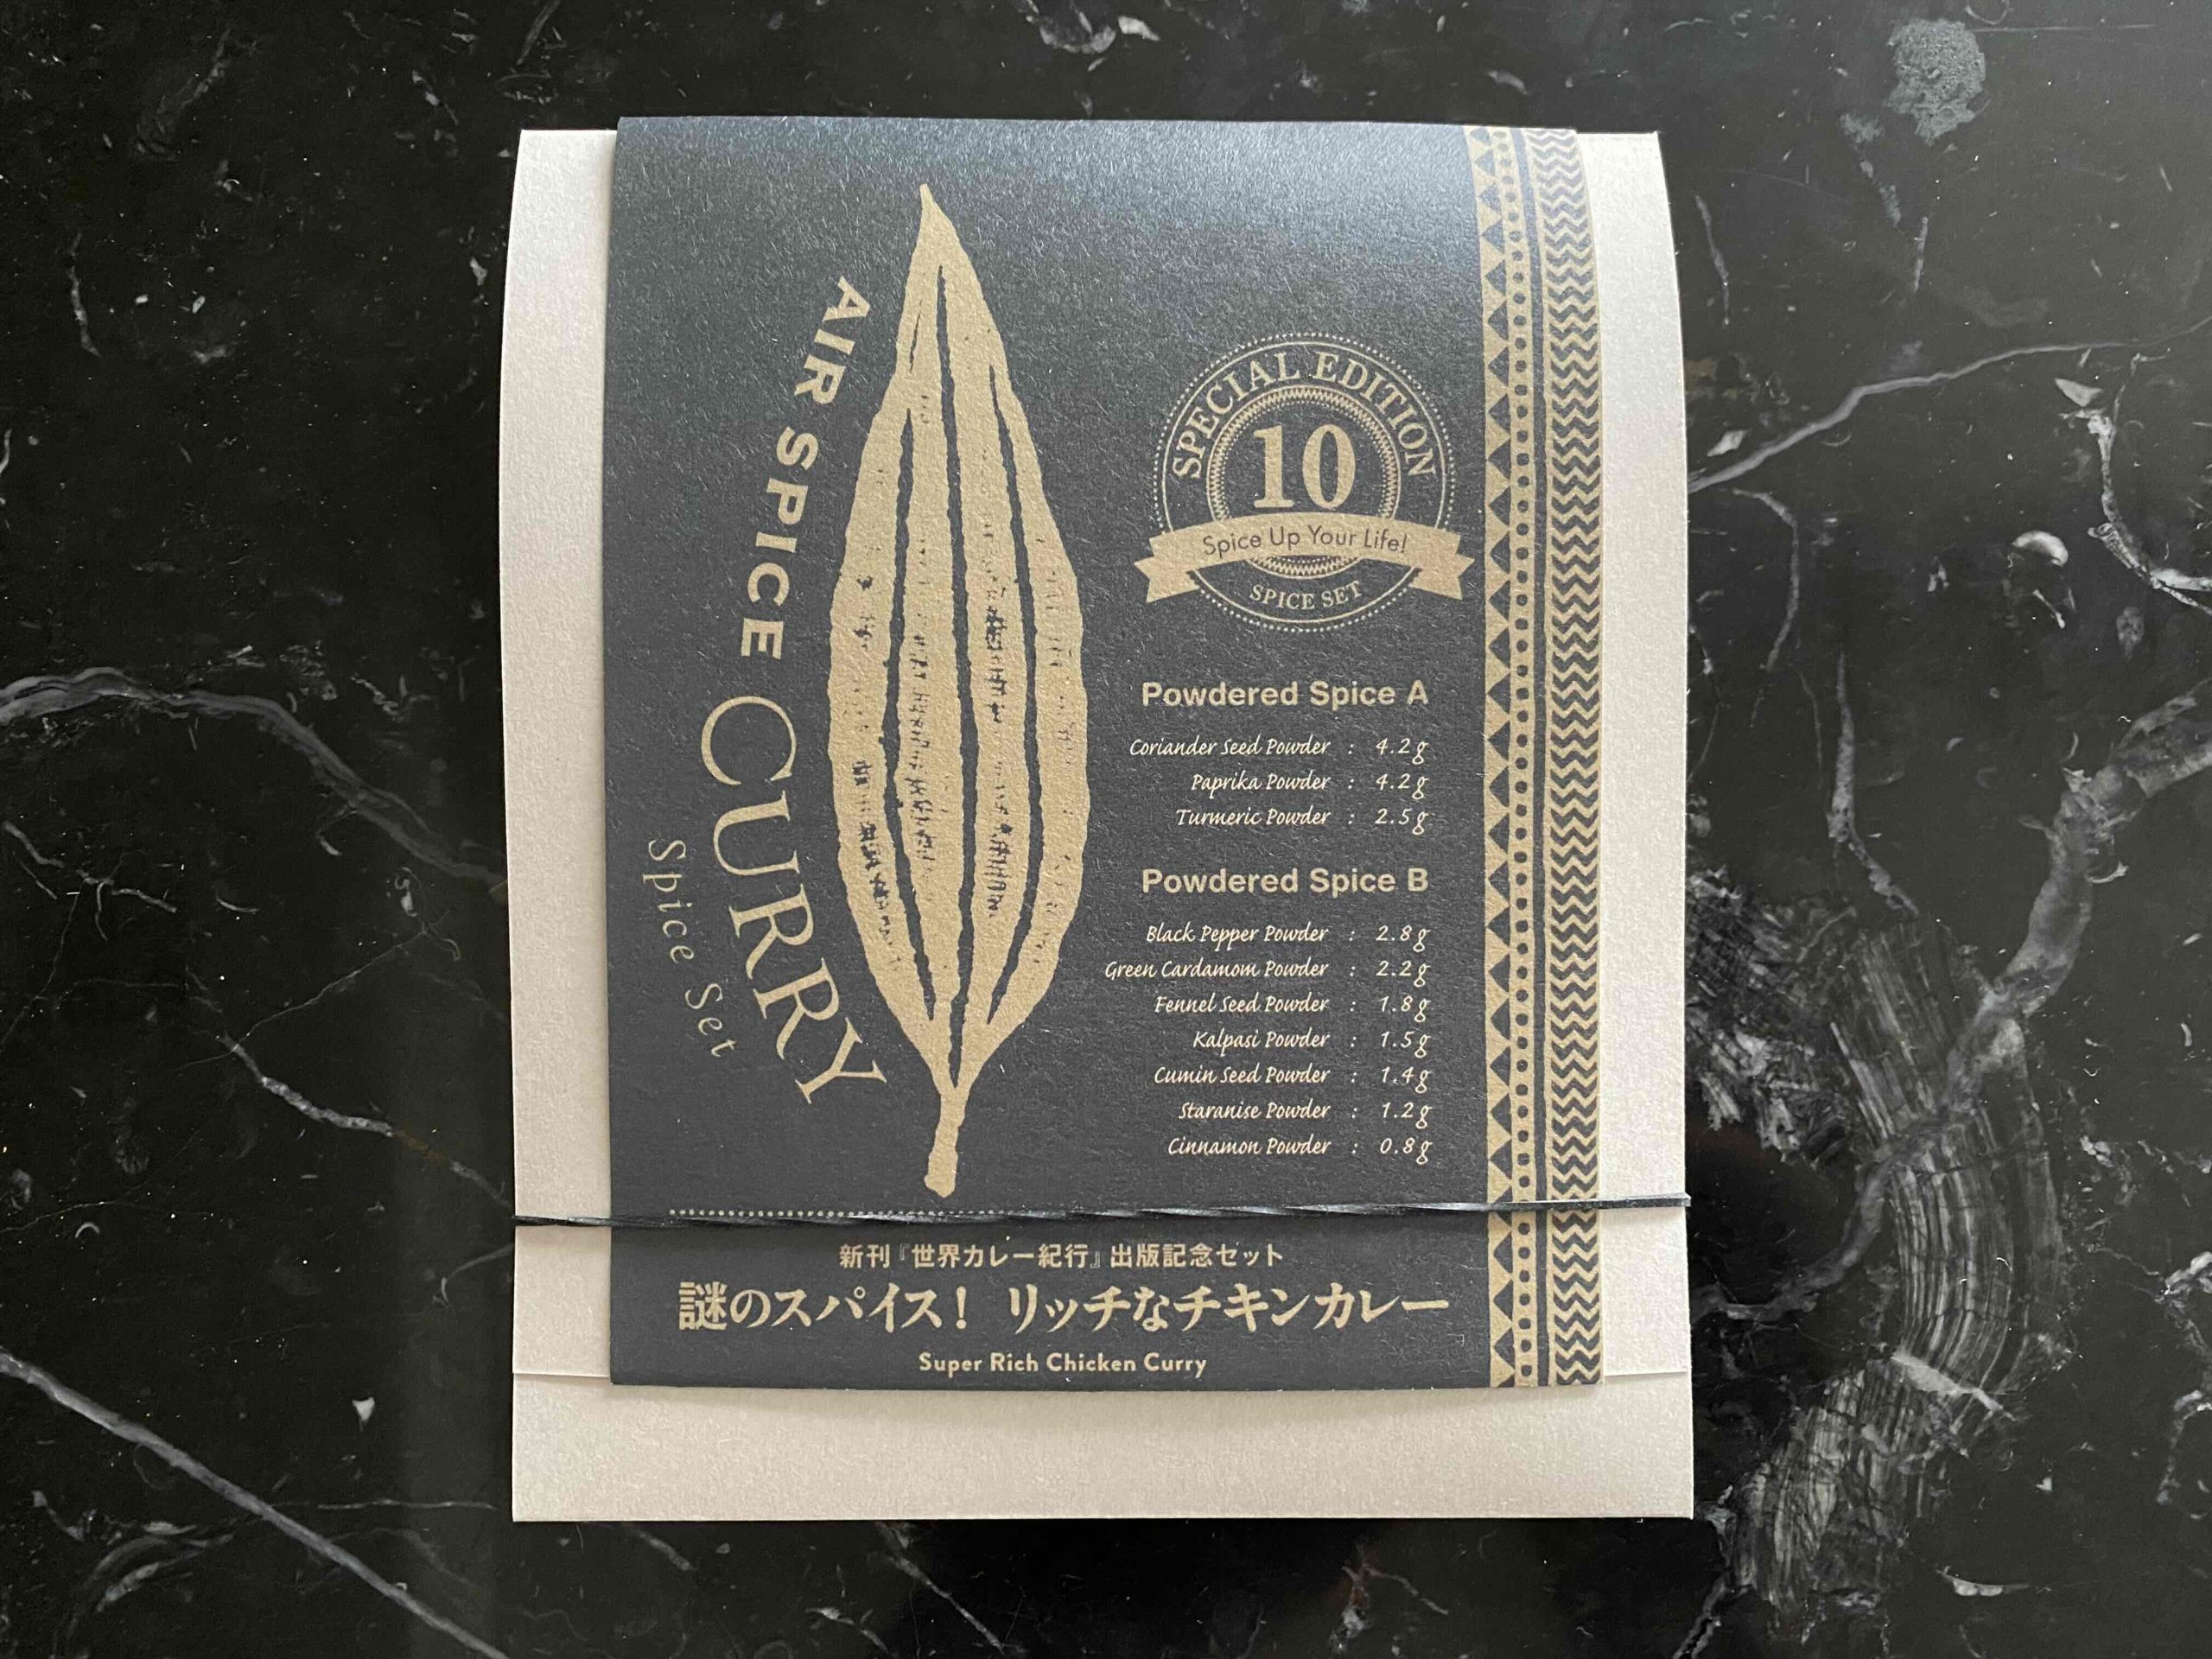 AIR SPICE CURRY
Spice Set
SPECIAL EDITION
10
Spice Up Your Life!
SPICE SET
Powdered Spice A
Coriander Seed Powder : 4.2g
Paprika Powder : 4.2g
Turmeric Powder : 2.5g
Powdered Spice B
Black Pepper Powder : 2.8g
Green Cardamom Powder : 2.2g
Fennel Seed Powder : 1.8g
Kalpasi Powder : 1.5g
Cumin Seed Powder : 1.4g
Staranise Powder : 1.2g
Cinnamon Powder : 0.8g
新刊『世界カレー紀行』出版記念セット
謎のスパイス! リッチなチキンカレー
Super Rich Chicken Curry